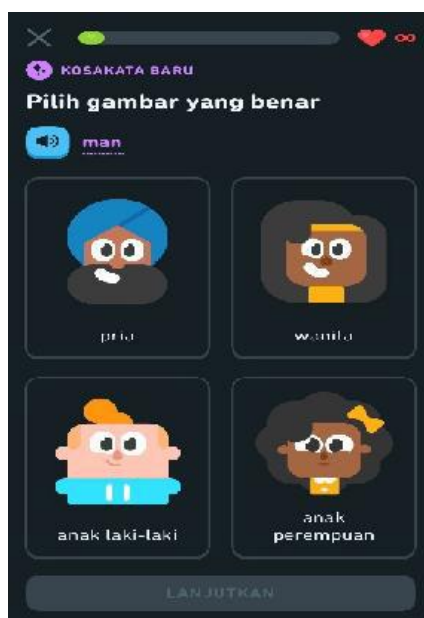 ∞
KOSAKATA BARU
Pilih gambar yang benar
man
pria
wanita
anak laki-laki
anak
perempuan
LANJUTKAN